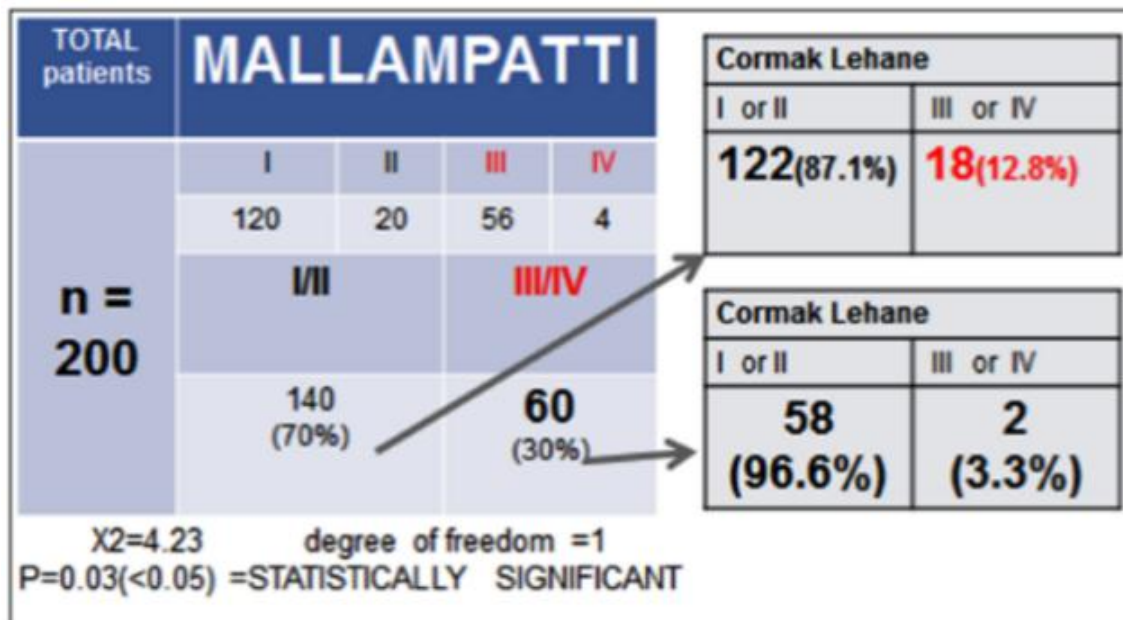 TOTAL patients
MALLAMPATTI
n = 200
I II III IV
120 20 56 4
I/II III/IV
140 (70%)
60 (30%)
Cormak Lehane
I or II III or IV
122(87.1%) 18(12.8%)
Cormak Lehane
I or II III or IV
58 (96.6%)
2 (3.3%)
X2=4.23 degree of freedom =1
P=0.03(<0.05) =STATISTICALLY SIGNIFICANT